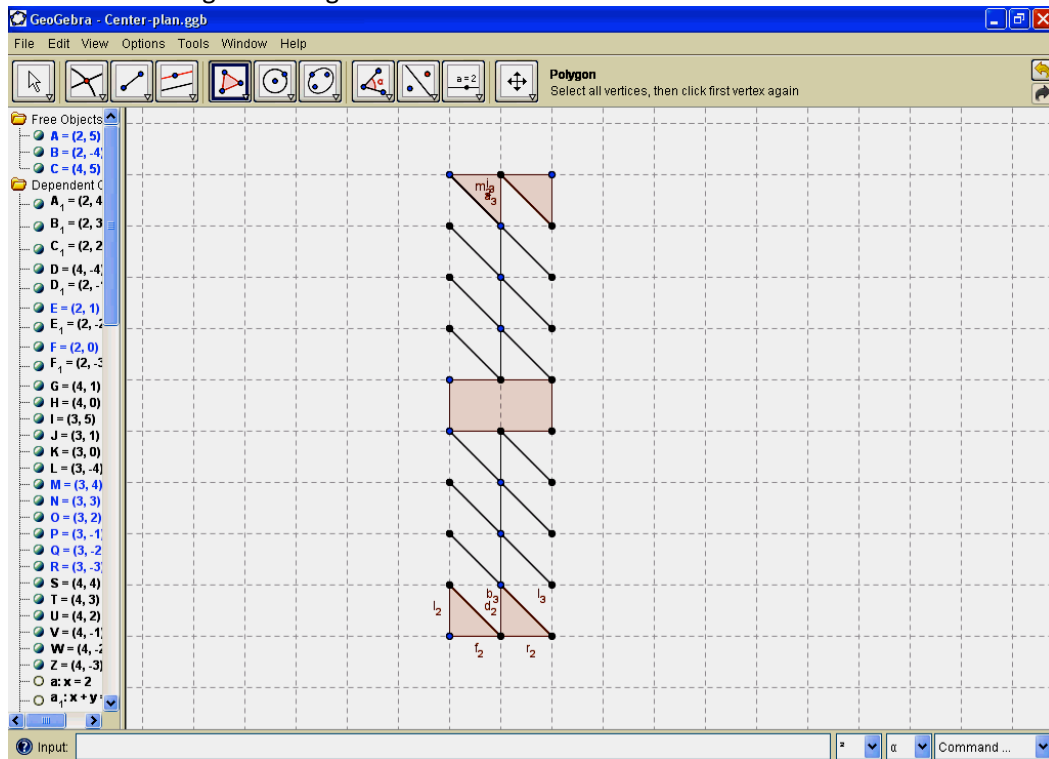 GeoGebra - Center-plan.ggb
File Edit View Options Tools Window Help
Polygon
Select all vertices, then click first vertex again
a=2
Free Objects
A = (2, 5)
B = (2, -4)
C = (4, 5)
Dependent O
A₁ = (2, 4
B₁ = (2, 3
C₁ = (2, 2
D = (4, -4)
D₁ = (2, -
E = (2, 1)
E₁ = (2, -2
F = (2, 0)
F₁ = (2, -3
G = (4, 1)
H = (4, 0)
I = (3, 5)
J = (3, 1)
K = (3, 0)
L = (3, -4)
M = (3, 4)
N = (3, 3)
O = (3, 2)
P = (3, -1)
Q = (3, -2
R = (3, -3)
S = (4, 4)
T = (4, 3)
U = (4, 2)
V = (4, -1)
W = (4, -2
Z = (4, -3)
a: x = 2
a₁: x + y
b₃
l₂
d₂
l₃
f₂
r₂
Input:
²
α
Command ...